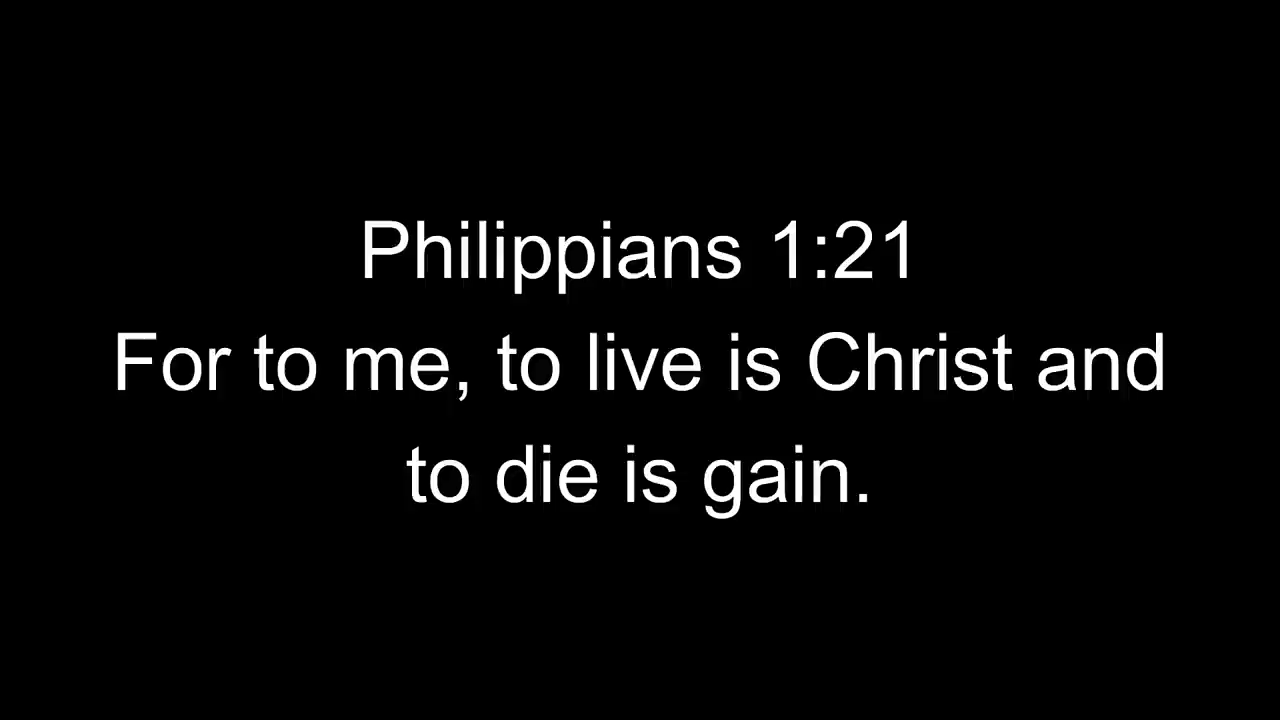 Philippians 1:21
For to me, to live is Christ and
to die is gain.